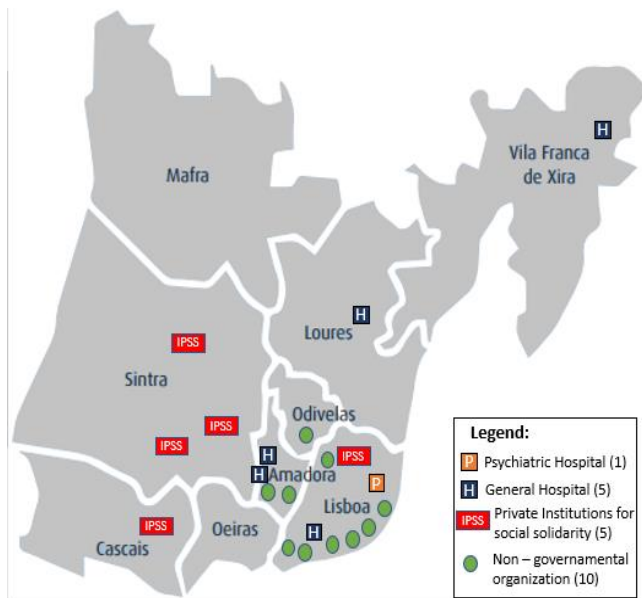 Mafra
Vila Franca
de Xira
H
H
Loures
IPSS
Sintra
IPSS
IPSS
Odivelas
H
H
Amadora
IPSS
P
Lisboa
H
IPSS
Cascais
Oeiras
Legend:
P Psychiatric Hospital (1)
H General Hospital (5)
IPSS Private Institutions for
social solidarity (5)
Non – governamental
organization (10)